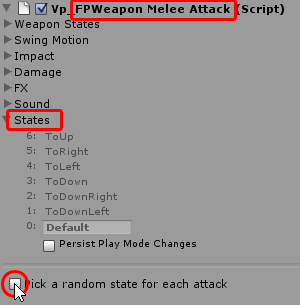 Vp_FPWeapon Melee Attack (Script)
Weapon States
Swing Motion
Impact
Damage
FX
Sound
States
6: ToUp
5: ToRight
4: ToLeft
3: ToDown
2: ToDownRight
1: ToDownLeft
0: Default
Persist Play Mode Changes
Pick a random state for each attack